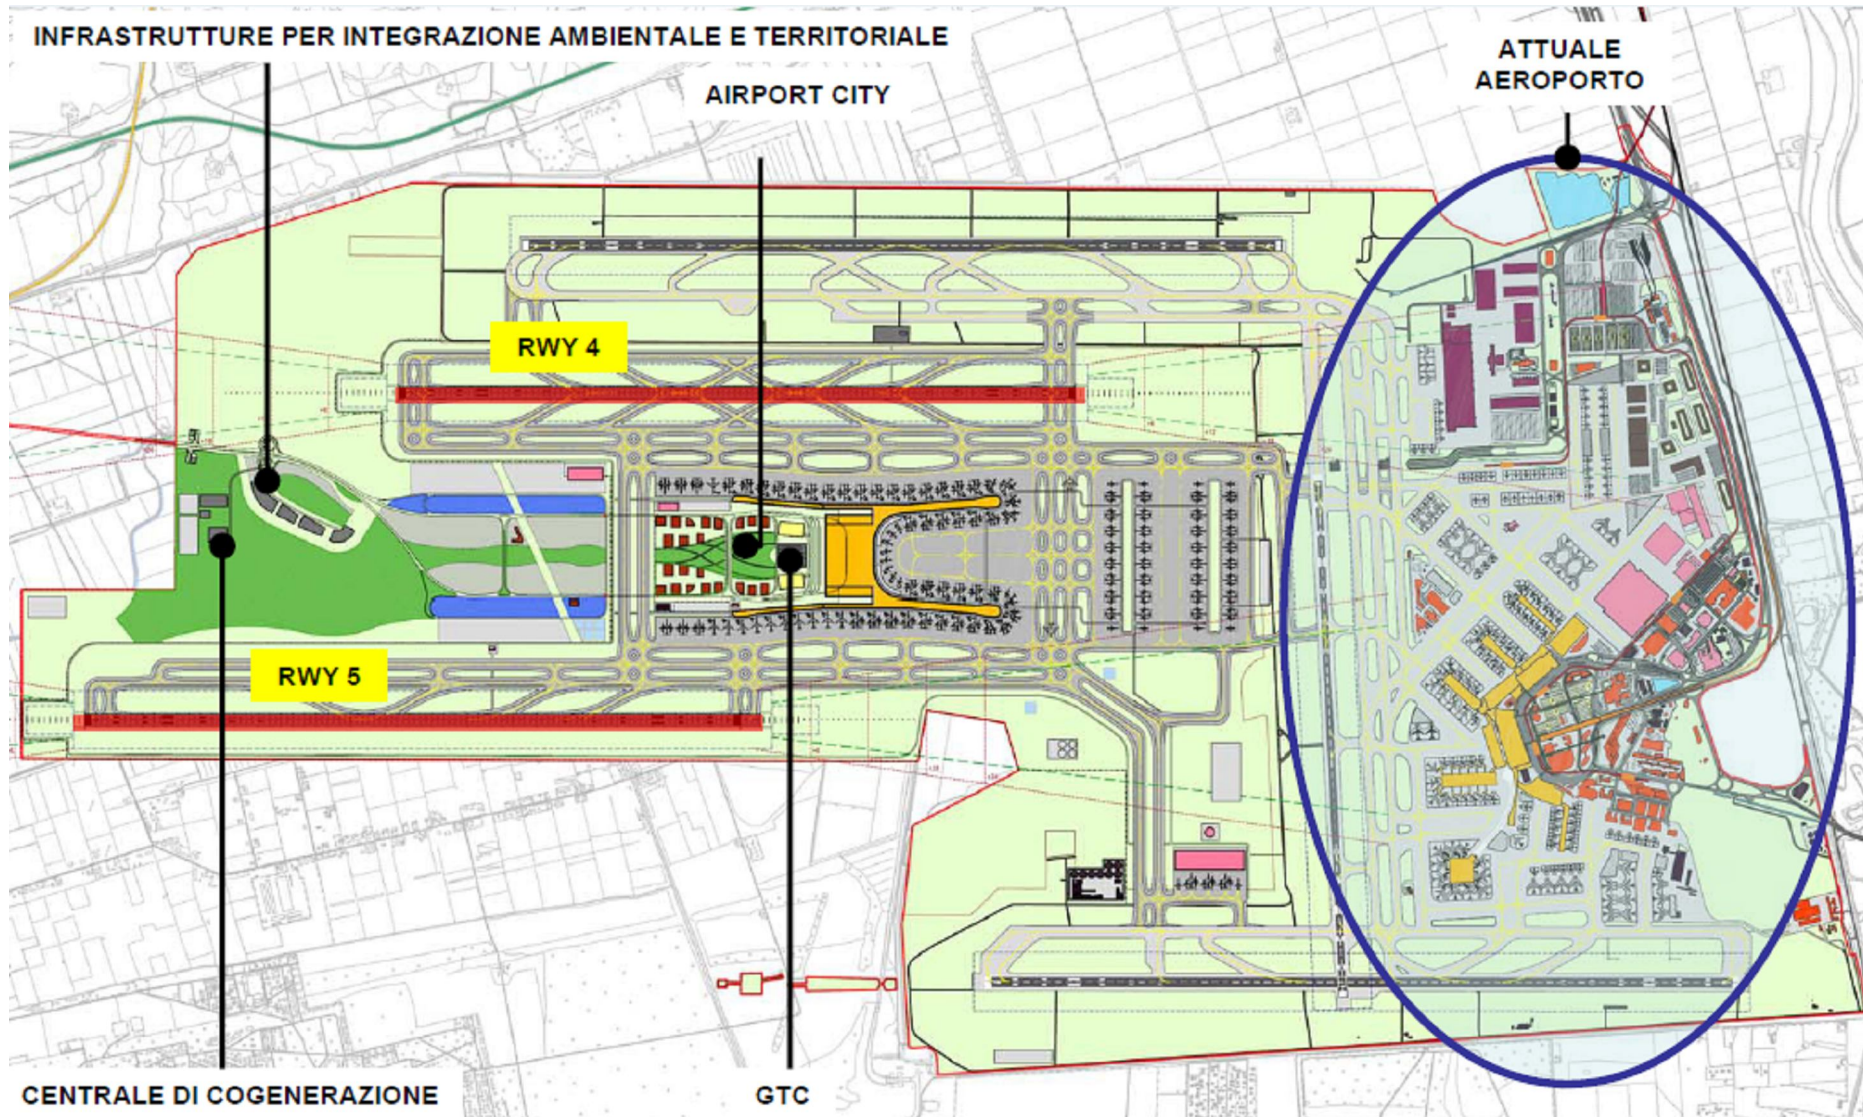 INFRASTRUTTURE PER INTEGRAZIONE AMBIENTALE E TERRITORIALE
ATTUALE
AEROPORTO
AIRPORT CITY
RWY 4
RWY 5
CENTRALE DI COGENERAZIONE
GTC